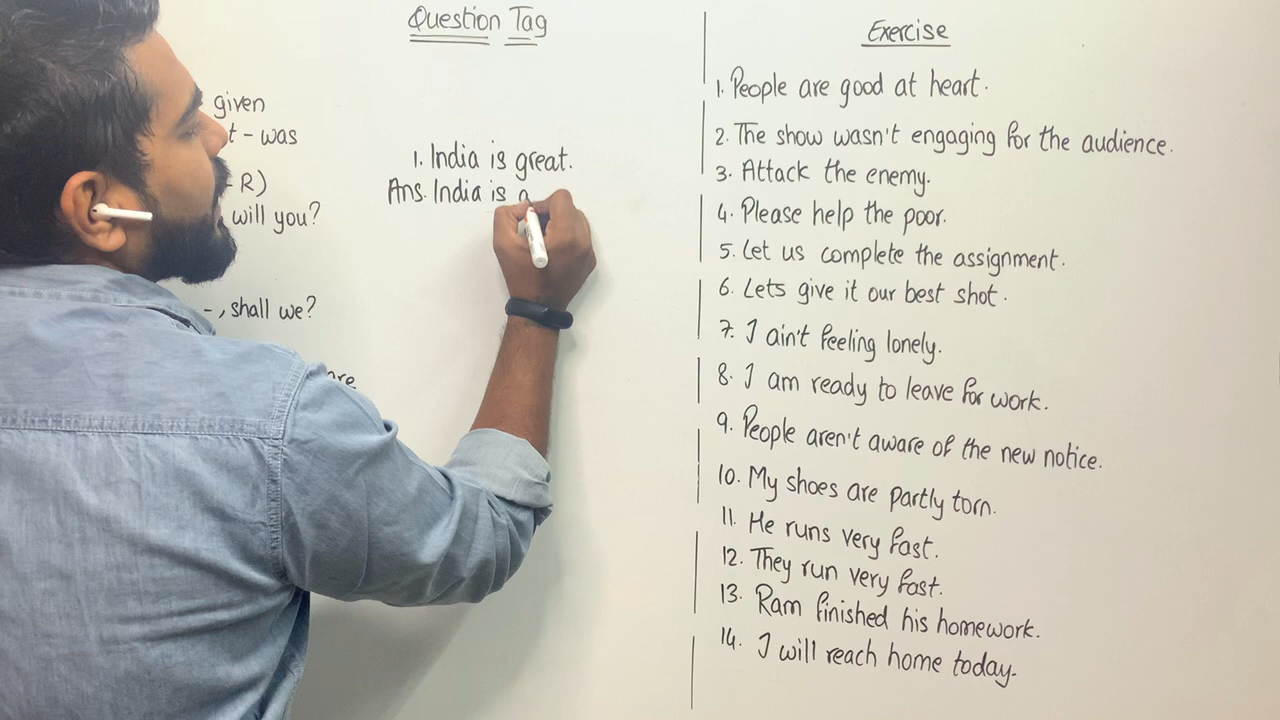 Question Tag
given
t - was
- R)
will you?
- , shall we?
are
1. India is great.
Ans. India is
Exercise
1. People are good at heart.
2. The show wasn't engaging for the audience.
3. Attack the enemy.
4. Please help the poor.
5. Let us complete the assignment.
6. Lets give it our best shot.
7. I ain't feeling lonely.
8. I am ready to leave for work.
9. People aren't aware of the new notice.
10. My shoes are partly torn.
11. He runs very fast.
12. They run very fast.
13. Ram finished his homework.
14. I will reach home today.